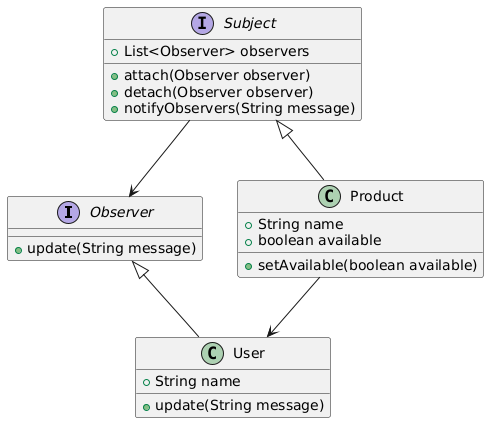 I Subject
List<Observer> observers
attach(Observer observer)
detach(Observer observer)
notifyObservers(String message)
I Observer
update(String message)
C Product
String name
boolean available
setAvailable(boolean available)
C User
String name
update(String message)